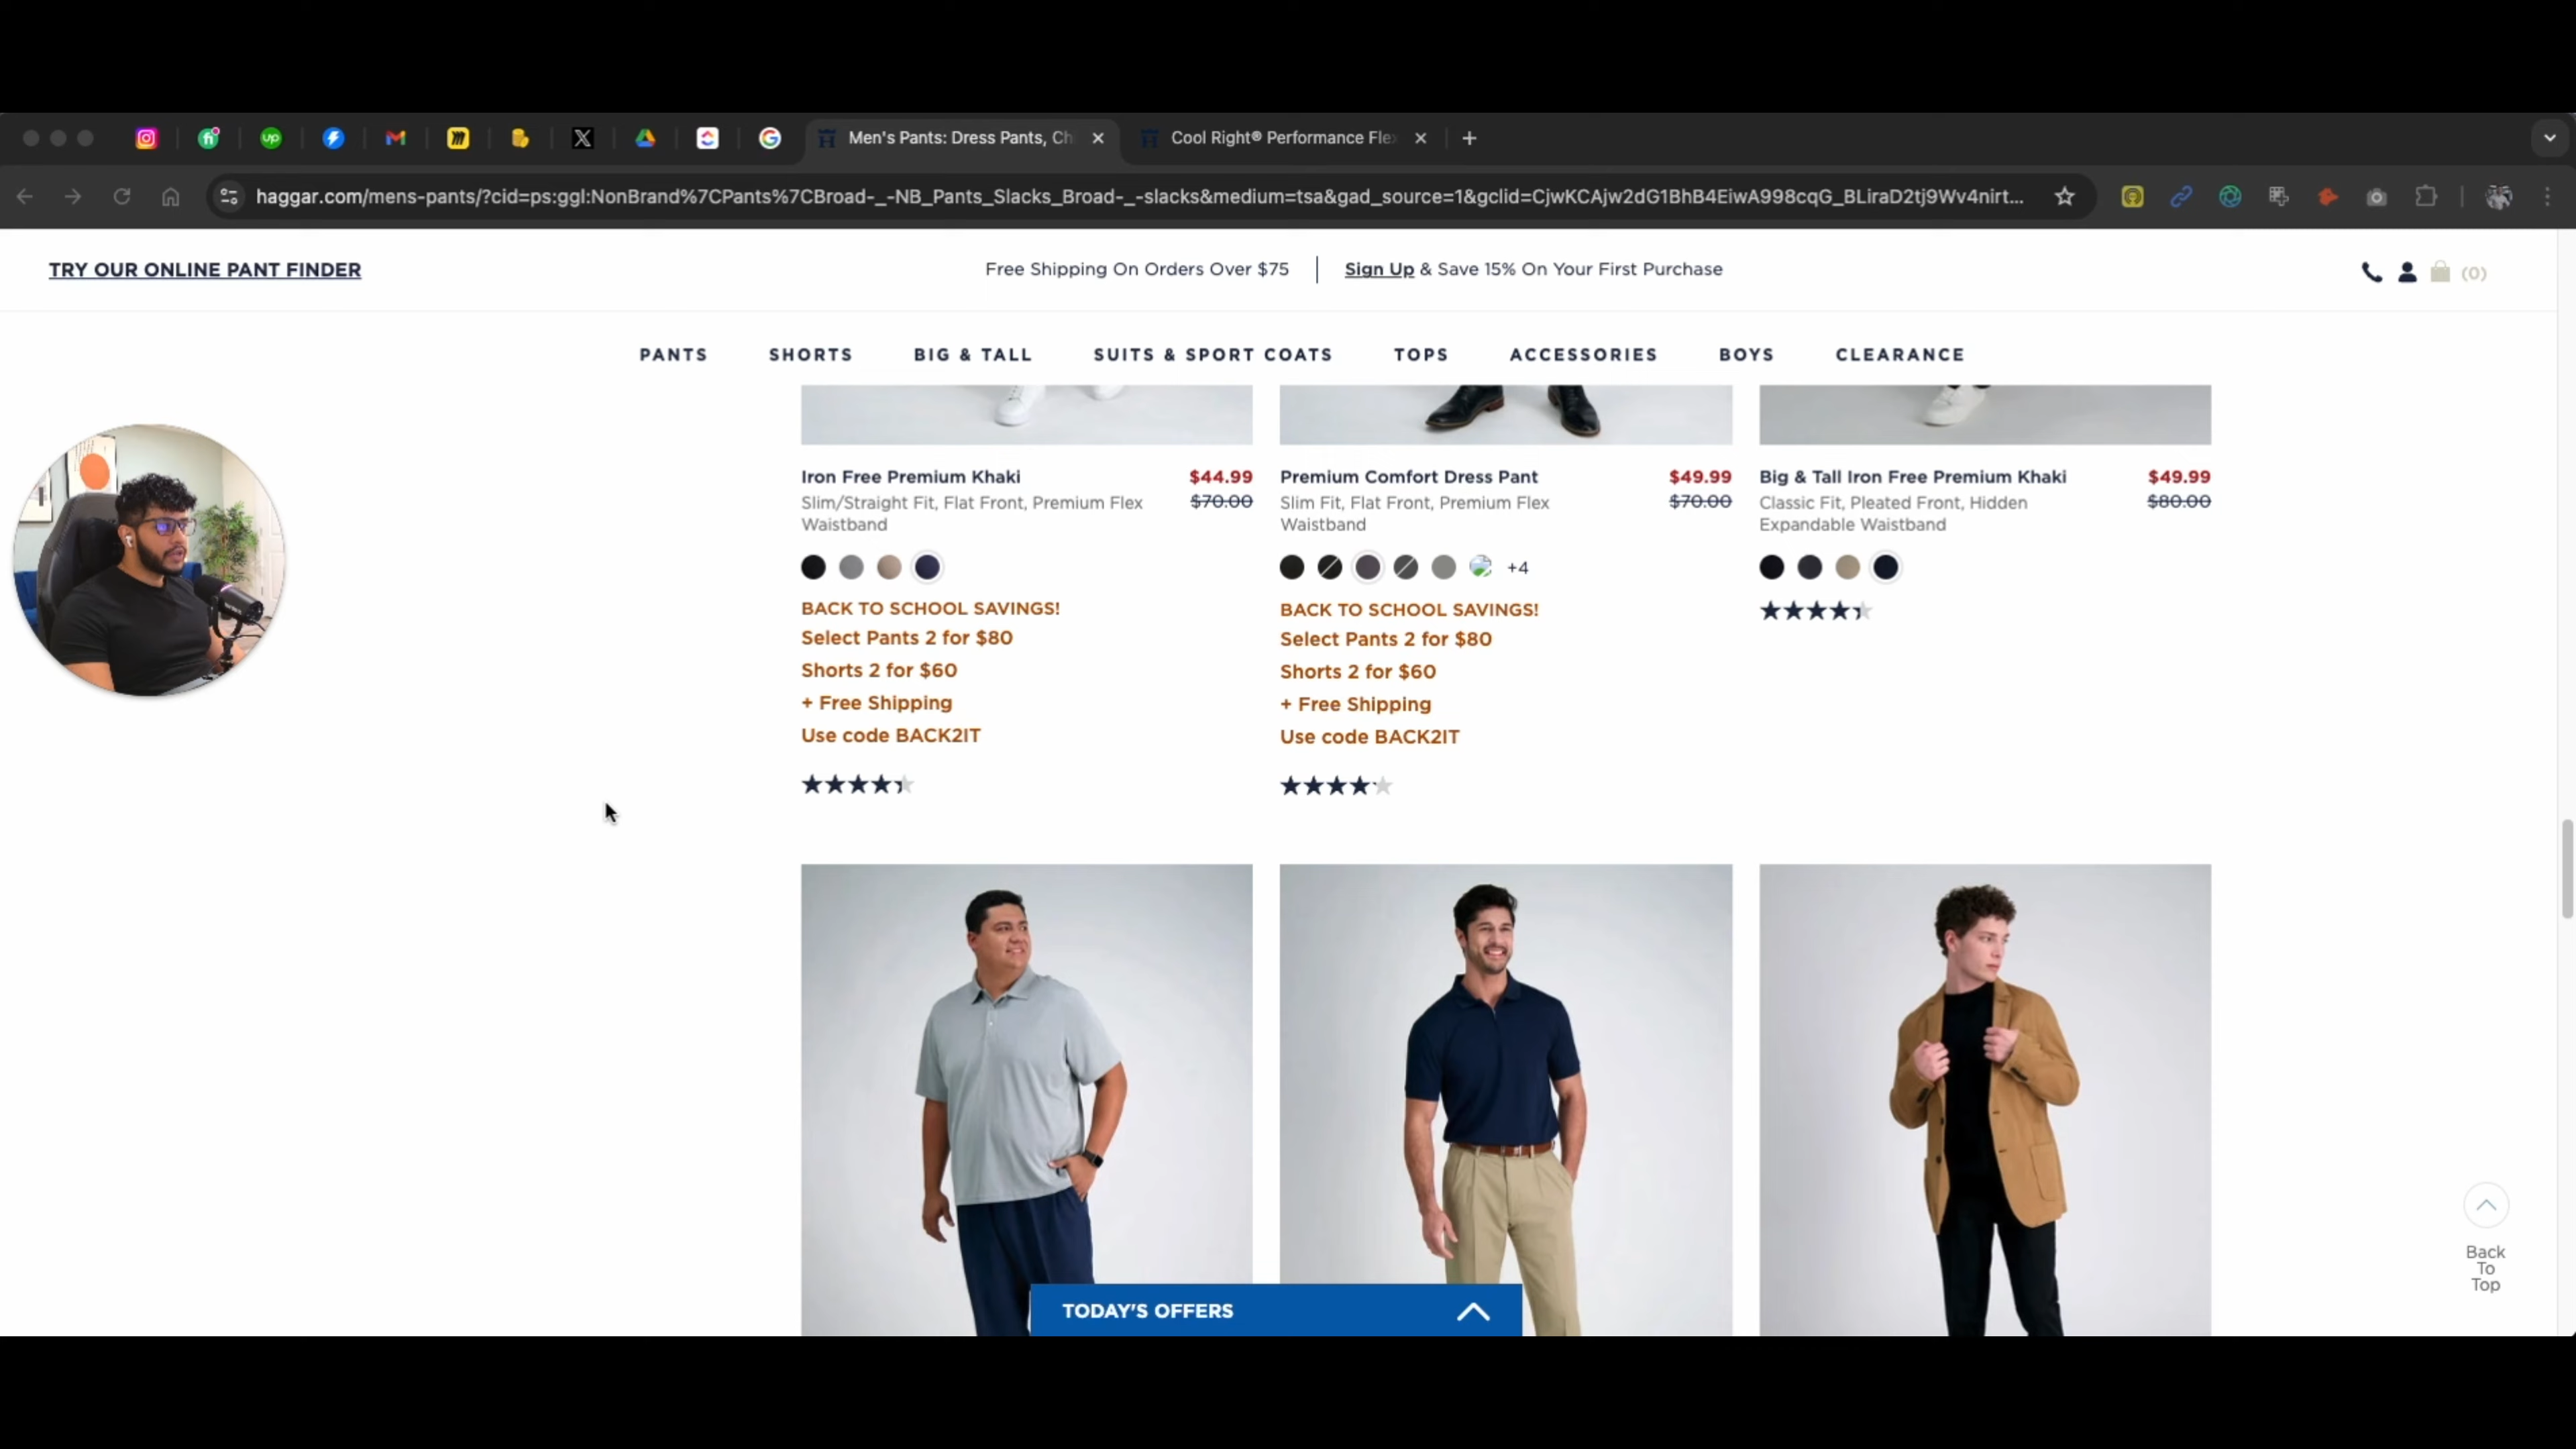 Men's Pants: Dress Pants, Ch
Cool Right® Performance Flex
haggar.com/mens-pants/?cid=ps:ggl:NonBrand%7CPants%7CBroad-_-NB_Pants_Slacks_Broad-_-slacks&medium=tsa&gad_source=1&gclid=CjwKCAjw2dG1BhB4EiwA998cqG_BLiraD2tj9Wv4nirt...
TRY OUR ONLINE PANT FINDER
Free Shipping On Orders Over $75
Sign Up & Save 15% On Your First Purchase
(0)
PANTS SHORTS BIG & TALL SUITS & SPORT COATS TOPS ACCESSORIES BOYS CLEARANCE
Iron Free Premium Khaki $44.99
Slim/Straight Fit, Flat Front, Premium Flex $70.00
Waistband
BACK TO SCHOOL SAVINGS!
Select Pants 2 for $80
Shorts 2 for $60
+ Free Shipping
Use code BACK2IT
Premium Comfort Dress Pant $49.99
Slim Fit, Flat Front, Premium Flex $70.00
Waistband
+4
BACK TO SCHOOL SAVINGS!
Select Pants 2 for $80
Shorts 2 for $60
+ Free Shipping
Use code BACK2IT
Big & Tall Iron Free Premium Khaki $49.99
Classic Fit, Pleated Front, Hidden $80.00
Expandable Waistband
TODAY'S OFFERS
Back
To
Top